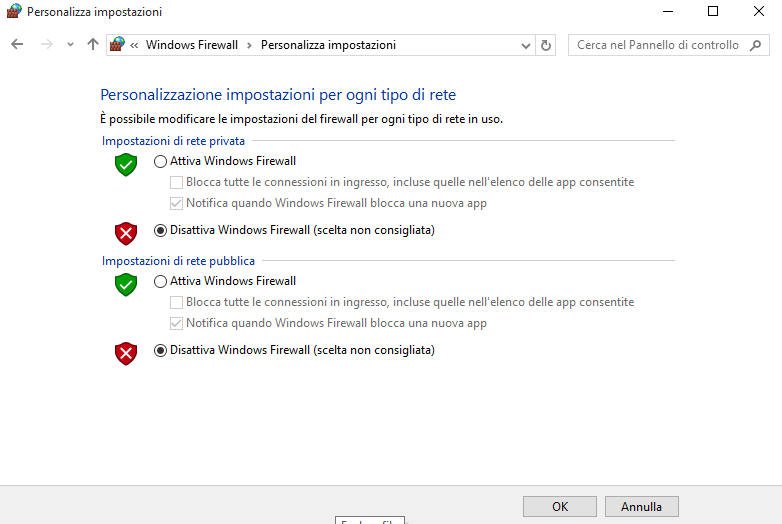 Personalizza impostazioni
« Windows Firewall › Personalizza impostazioni
Cerca nel Pannello di controllo
Personalizzazione impostazioni per ogni tipo di rete
È possibile modificare le impostazioni del firewall per ogni tipo di rete in uso.
Impostazioni di rete privata
Attiva Windows Firewall
Blocca tutte le connessioni in ingresso, incluse quelle nell'elenco delle app consentite
Notifica quando Windows Firewall blocca una nuova app
Disattiva Windows Firewall (scelta non consigliata)
Impostazioni di rete pubblica
Attiva Windows Firewall
Blocca tutte le connessioni in ingresso, incluse quelle nell'elenco delle app consentite
Notifica quando Windows Firewall blocca una nuova app
Disattiva Windows Firewall (scelta non consigliata)
OK Annulla